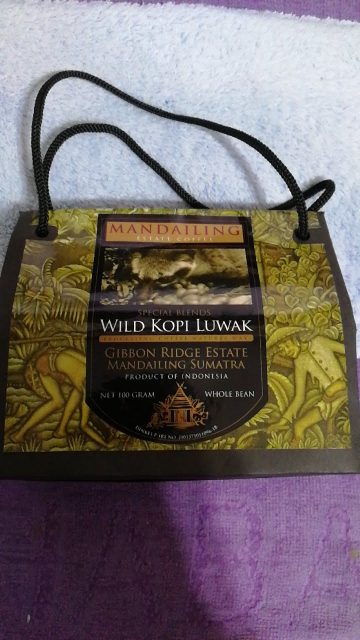 MANDAILING
ESTATE COFFEE
SPECIAL BLENDS
WILD KOPI LUWAK
GIBBON RIDGE ESTATE
MANDAILING SUMATRA
PRODUCT OF INDONESIA
NET 100 GRAM WHOLE BEAN